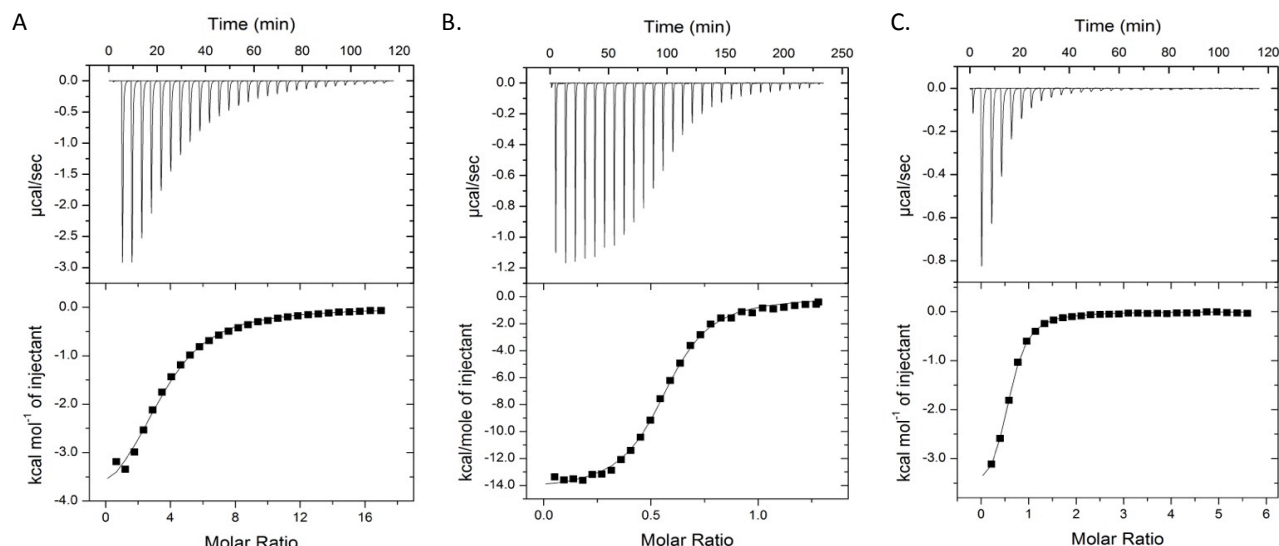 A
Time (min)
0 20 40 60 80 100 120
0.0
-0.5
-1.0
-1.5
-2.0
-2.5
-3.0
µcal/sec
0.0
-1.0
-2.0
-3.0
-4.0
kcal mol⁻¹ of injectant
0 4 8 12 16
Molar Ratio
B.
Time (min)
0 50 100 150 200 250
0.0
-0.2
-0.4
-0.6
-0.8
-1.0
-1.2
µcal/sec
0.0
-2.0
-4.0
-6.0
-8.0
-10.0
-12.0
-14.0
kcal/mole of injectant
0.0 0.5 1.0
Molar Ratio
C.
Time (min)
0 20 40 60 80 100 120
0.0
-0.2
-0.4
-0.6
-0.8
µcal/sec
0.0
-1.0
-2.0
-3.0
kcal mol⁻¹ of injectant
0 1 2 3 4 5 6
Molar Ratio